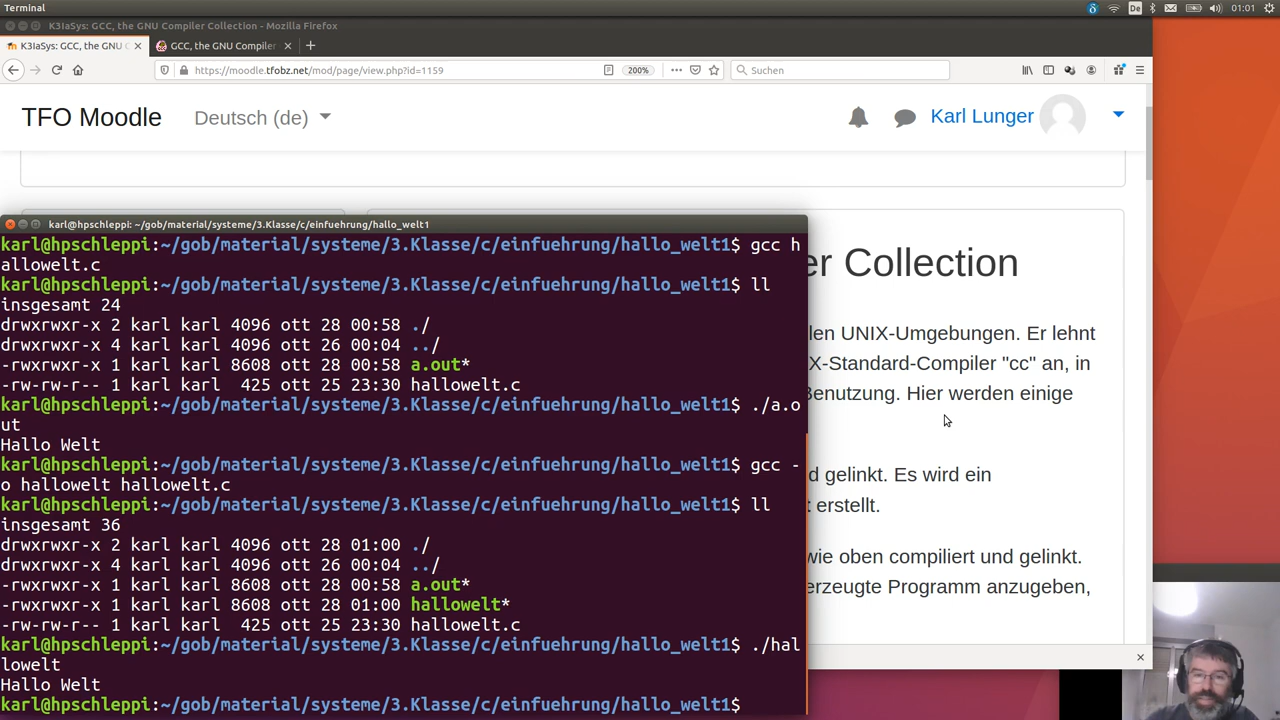 Terminal
De
01:01
K3IaSys: GCC, the GNU Compiler Collection - Mozilla Firefox
K3IaSys: GCC, the GNU C
GCC, the GNU Compiler
https://moodle.tfobz.net/mod/page/view.php?id=1159
200%
Suchen
TFO Moodle
Deutsch (de)
Karl Lunger
er Collection
len UNIX-Umgebungen. Er lehnt
X-Standard-Compiler "cc" an, in
Benutzung. Hier werden einige
d gelinkt. Es wird ein
t erstellt.
wie oben compiliert und gelinkt.
erzeugte Programm anzugeben,
karl@hpschleppi: ~/gob/material/systeme/3.Klasse/c/einfuehrung/hallo_welt1
karl@hpschleppi:~/gob/material/systeme/3.Klasse/c/einfuehrung/hallo_welt1$ gcc h
allowelt.c
karl@hpschleppi:~/gob/material/systeme/3.Klasse/c/einfuehrung/hallo_welt1$ ll
insgesamt 24
drwxrwxr-x 2 karl karl 4096 ott 28 00:58 ./
drwxrwxr-x 4 karl karl 4096 ott 26 00:04 ../
-rwxrwxr-x 1 karl karl 8608 ott 28 00:58 a.out*
-rw-rw-r-- 1 karl karl  425 ott 25 23:30 hallowelt.c
karl@hpschleppi:~/gob/material/systeme/3.Klasse/c/einfuehrung/hallo_welt1$ ./a.o
ut
Hallo Welt
karl@hpschleppi:~/gob/material/systeme/3.Klasse/c/einfuehrung/hallo_welt1$ gcc -
o hallowelt hallowelt.c
karl@hpschleppi:~/gob/material/systeme/3.Klasse/c/einfuehrung/hallo_welt1$ ll
insgesamt 36
drwxrwxr-x 2 karl karl 4096 ott 28 01:00 ./
drwxrwxr-x 4 karl karl 4096 ott 26 00:04 ../
-rwxrwxr-x 1 karl karl 8608 ott 28 00:58 a.out*
-rwxrwxr-x 1 karl karl 8608 ott 28 01:00 hallowelt*
-rw-rw-r-- 1 karl karl  425 ott 25 23:30 hallowelt.c
karl@hpschleppi:~/gob/material/systeme/3.Klasse/c/einfuehrung/hallo_welt1$ ./hal
lowelt
Hallo Welt
karl@hpschleppi:~/gob/material/systeme/3.Klasse/c/einfuehrung/hallo_welt1$